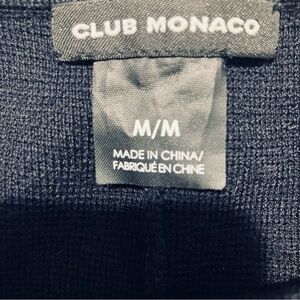 CLUB MONACO
M/M
MADE IN CHINA/
FABRIQUÉ EN CHINE